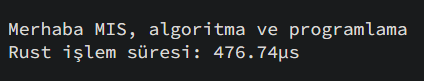 Merhaba MIS, algoritma ve programlama
Rust işlem süresi: 476.74µs